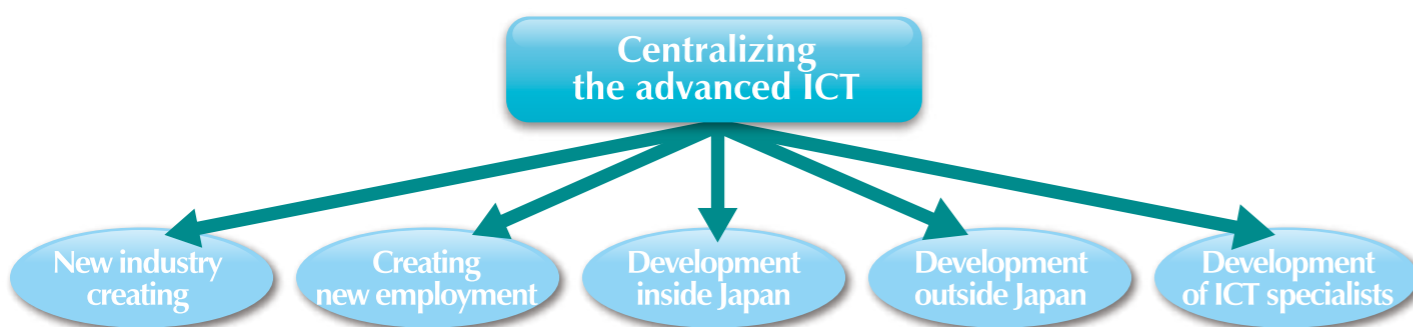 Centralizing
the advanced ICT
New industry
creating
Creating
new employment
Development
inside Japan
Development
outside Japan
Development
of ICT specialists